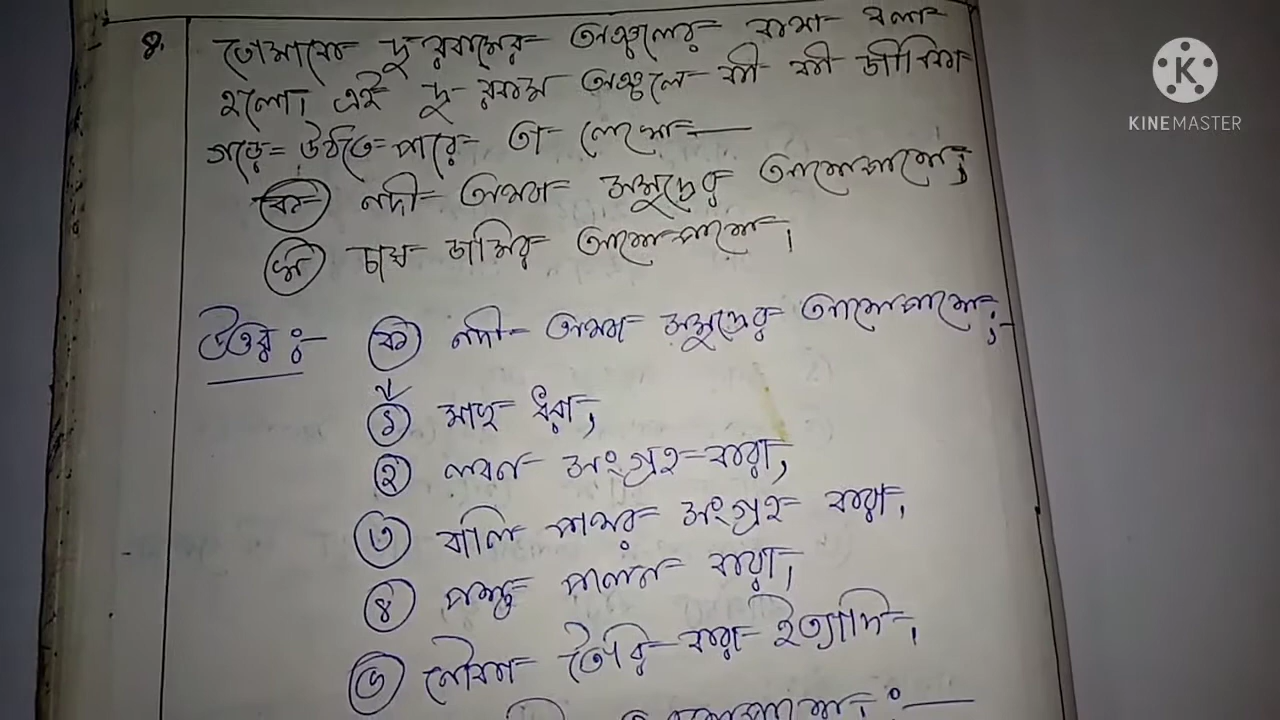 ৪. তোমাকে দু রকমের অঞ্চলের কথা বলা
হলো। এই দু রকম অঞ্চলে কী কী জীবিকা
গড়ে উঠতে পারে তা লেখো—
(ক) নদী অথবা সমুদ্রের আশেপাশে;
(খ) চাষ জমির আশেপাশে।
উত্তর :- (ক) নদী অথবা সমুদ্রের আশেপাশে;-
(১) মাছ ধরা,
(২) লবন সংগ্রহ করা,
(৩) বালি পাথর সংগ্রহ করা,
(৪) পশু পালন করা,
(৫) নৌকা তৈরি করা ইত্যাদি,
আশেপাশে :—
KINEMASTER